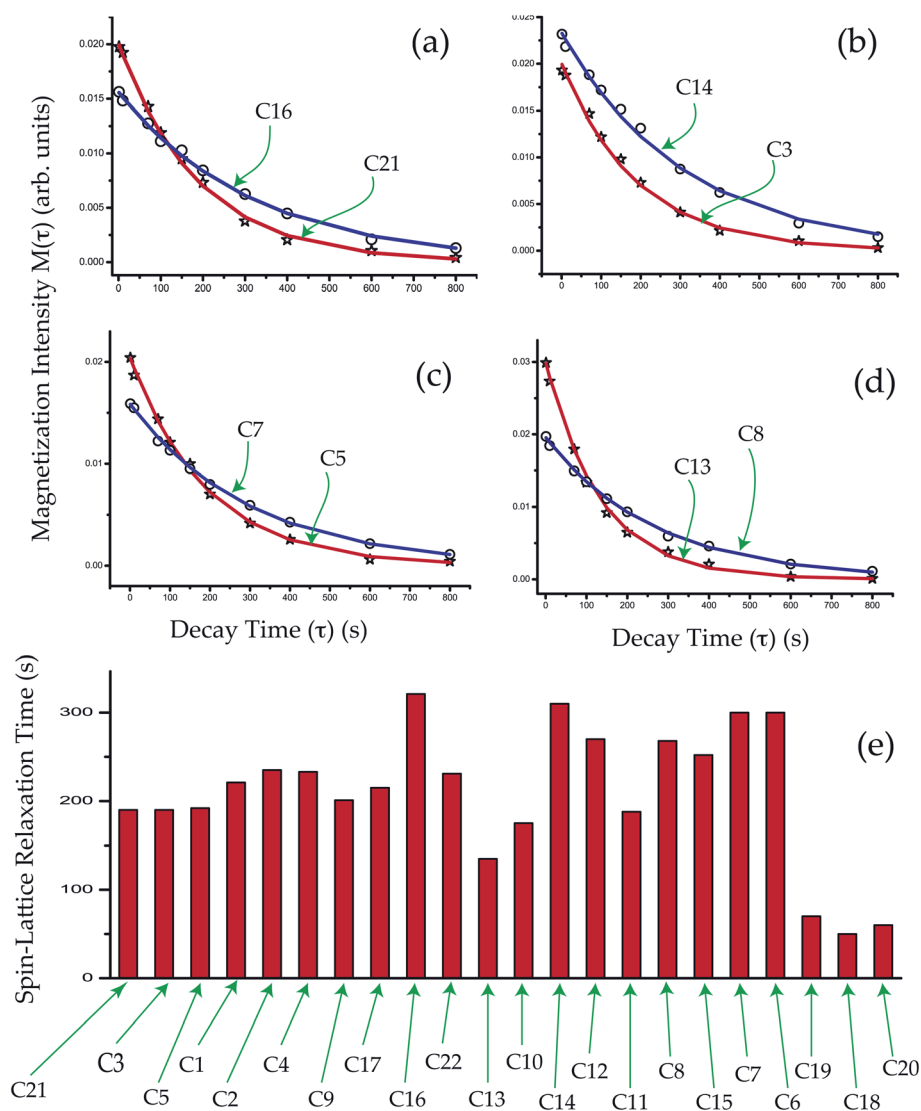 (a)
Magnetization Intensity M(τ) (arb. units)
0.020
0.015
0.010
0.005
0.000
C16
C21
0 100 200 300 400 500 600 700 800
(b)
0.025
0.020
0.015
0.010
0.005
0.000
C14
C3
0 100 200 300 400 500 600 700 800
(c)
0.02
0.01
0.00
C7
C5
0 100 200 300 400 500 600 700 800
Decay Time (τ) (s)
(d)
0.03
0.02
0.01
0.00
C13
C8
0 100 200 300 400 500 600 700 800
Decay Time (τ) (s)
(e)
Spin-Lattice Relaxation Time (s)
300
200
100
0
C21 C3 C5 C1 C2 C4 C9 C17 C16 C22 C13 C10 C14 C12 C11 C8 C15 C7 C6 C19 C18 C20